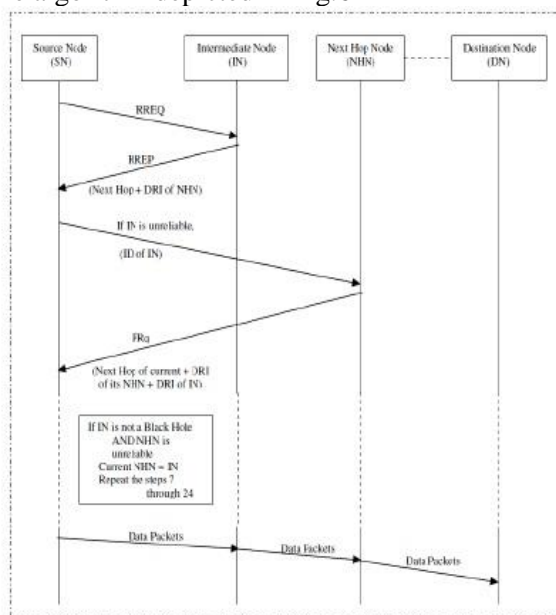 Source Node
(SN)
Intermediate Node
(IN)
Next Hop Node
(NHN)
Destination Node
(DN)
RREQ
RREP
(Next Hop + DRI of NHN)
If IN is unreliable,
(ID of IN)
FRq
(Next Hop of current + DRI
of its NHN + DRI of IN)
If IN is not a Black Hole
AND NHN is
unreliable
Current NHN = IN
Repeat the steps 7
through 24
Data Packets
Data Packets
Data Packets